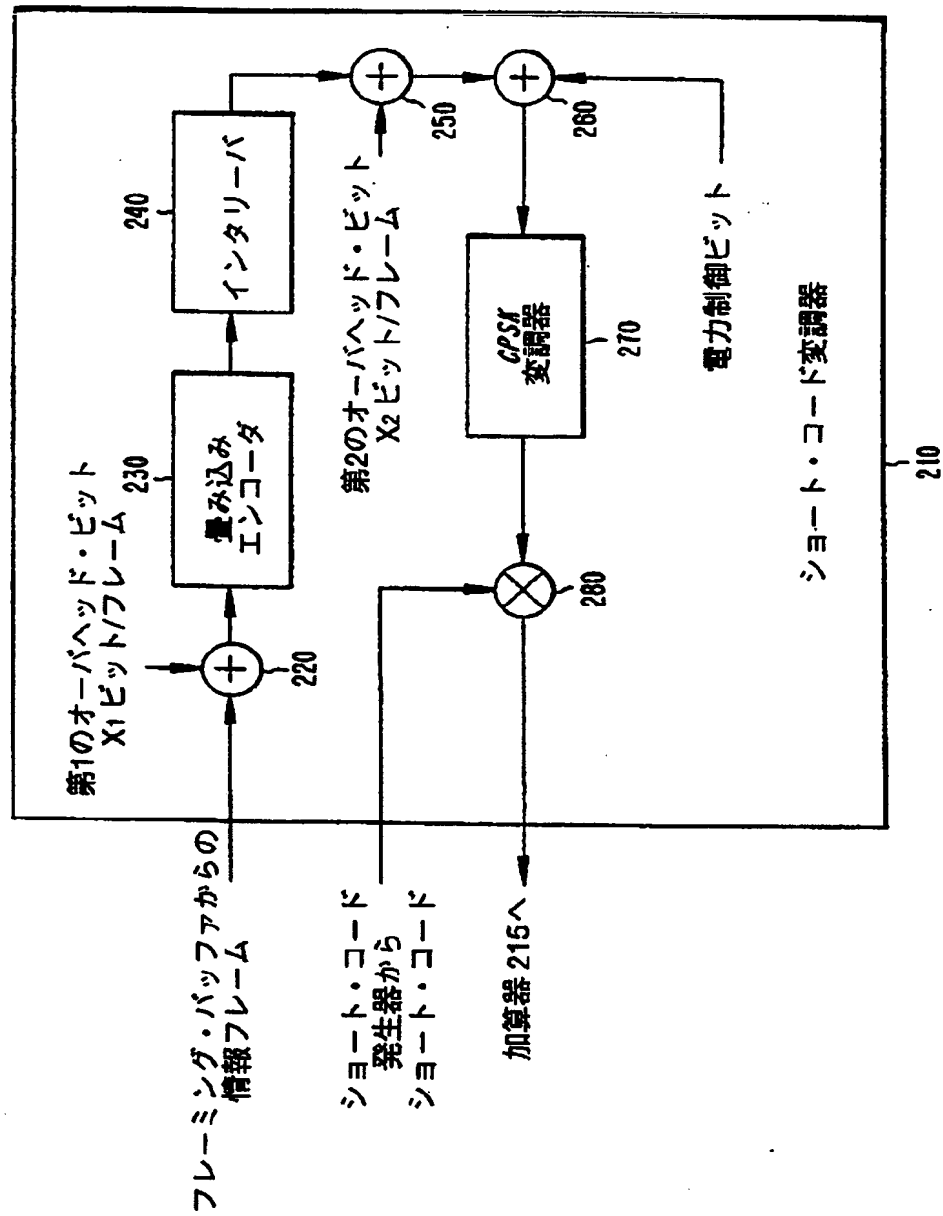 フレーミング・バッファからの
情報フレーム
第1のオーバヘッド・ビット
X1 ビット/フレーム
220
230
畳み込み
エンコーダ
240
インタリーバ
250
第2のオーバヘッド・ビット
X2 ビット/フレーム
260
電力制御ビット
CPSK
変調器
270
280
ショート・コード
発生器から
ショート・コード
加算器 215へ
ショート・コード変調器
210